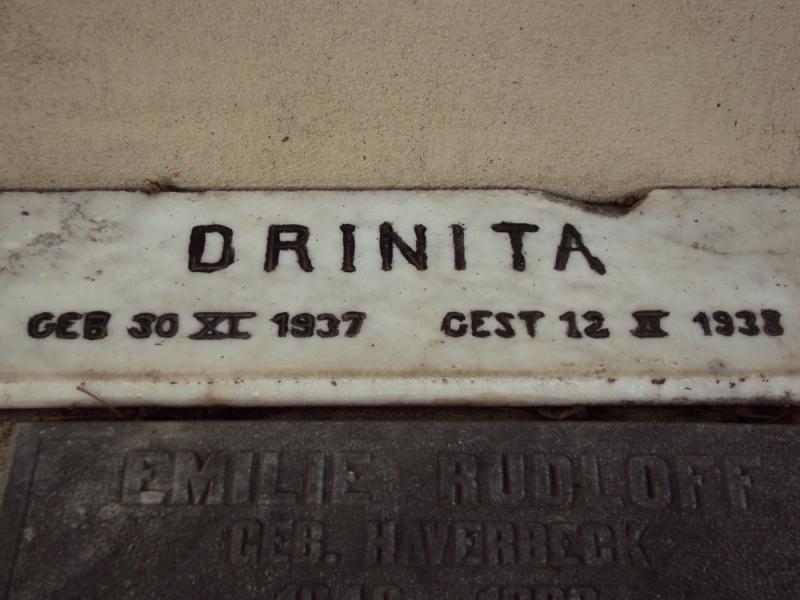 DRINITA
GEB 30 XI 1937 GEST 12 II 1938
EMILIE RUDLOFF
GEB. HAVERBECK